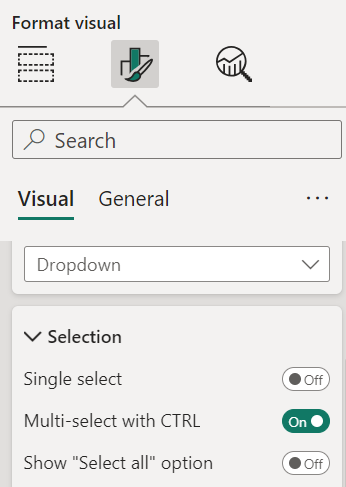 Format visual
Search
Visual General
Dropdown
Selection
Single select Off
Multi-select with CTRL On
Show "Select all" option Off